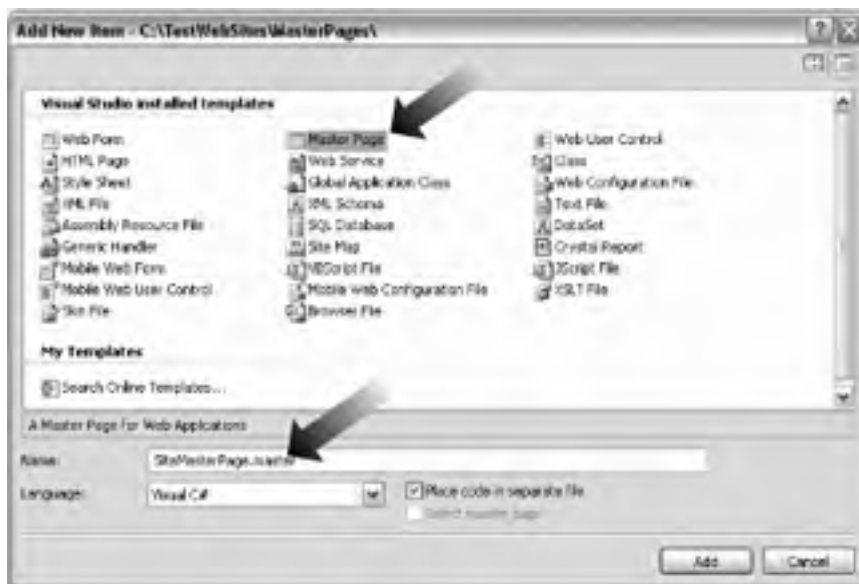 Add New Item - C:\TestWebSites\MasterPages\
Visual Studio installed templates
Web Form
Master Page
Web User Control
HTML Page
Web Service
Class
Style Sheet
Global Application Class
Web Configuration File
XML File
XML Schema
Text File
Assembly Resource File
SQL Database
DataSet
Generic Handler
Site Map
Crystal Report
Mobile Web Form
VBScript File
JScript File
Mobile Web User Control
Mobile Web Configuration File
XSLT File
Skin File
Browser File
My Templates
Search Online Templates...
A Master Page for Web Applications
Name:
SiteMasterPage.master
Language:
Visual C#
Place code in separate file
Select master page
Add
Cancel